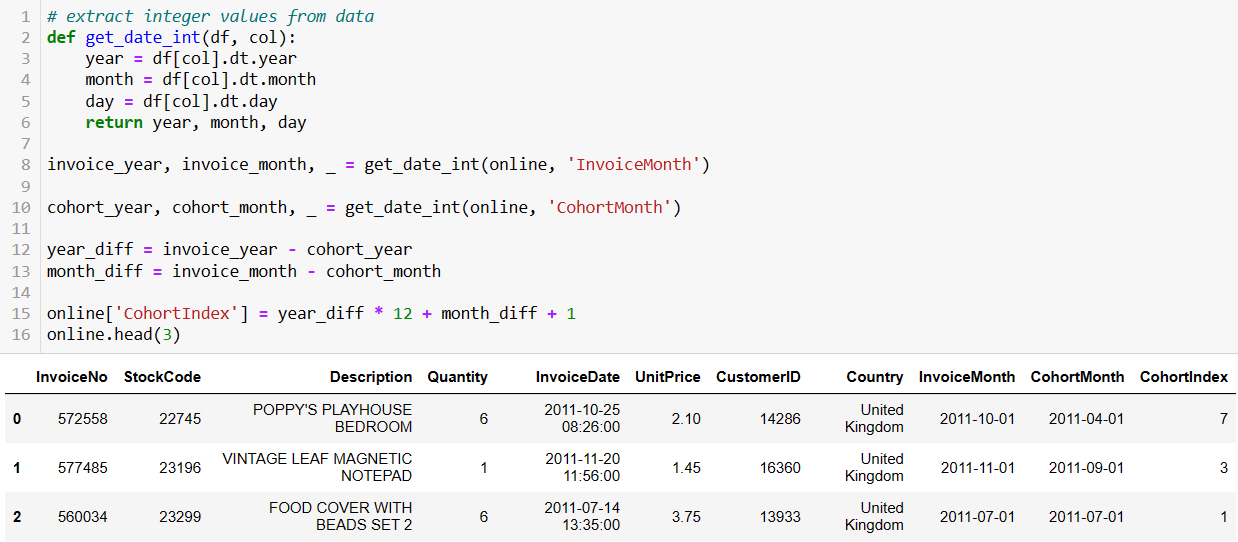 1 # extract integer values from data
2 def get_date_int(df, col):
3     year = df[col].dt.year
4     month = df[col].dt.month
5     day = df[col].dt.day
6     return year, month, day
7
8 invoice_year, invoice_month, _ = get_date_int(online, 'InvoiceMonth')
9
10 cohort_year, cohort_month, _ = get_date_int(online, 'CohortMonth')
11
12 year_diff = invoice_year - cohort_year
13 month_diff = invoice_month - cohort_month
14
15 online['CohortIndex'] = year_diff * 12 + month_diff + 1
16 online.head(3)
InvoiceNo StockCode Description Quantity InvoiceDate UnitPrice CustomerID Country InvoiceMonth CohortMonth CohortIndex
POPPY'S PLAYHOUSE 2011-10-25 United
0 572558 22745 6 2.10 14286 2011-10-01 2011-04-01 7
BEDROOM 08:26:00 Kingdom
VINTAGE LEAF MAGNETIC 2011-11-20 United
1 577485 23196 1 1.45 16360 2011-11-01 2011-09-01 3
NOTEPAD 11:56:00 Kingdom
FOOD COVER WITH 2011-07-14 United
2 560034 23299 6 3.75 13933 2011-07-01 2011-07-01 1
BEADS SET 2 13:35:00 Kingdom